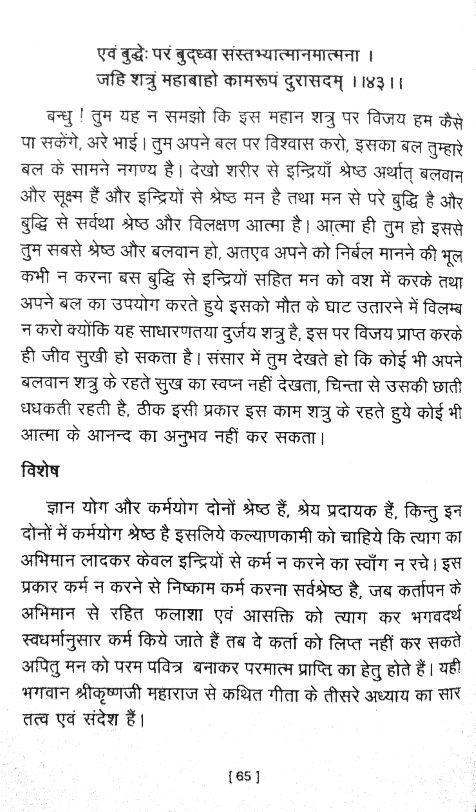 एवं बुद्धेः परं बुद्ध्वा संस्तभ्यात्मानमात्मना ।
जहि शत्रुं महाबाहो कामरूपं दुरासदम् ।।४३।।
बन्धु ! तुम यह न समझो कि इस महान शत्रु पर विजय हम कैसे
पा सकेंगे, अरे भाई। तुम अपने बल पर विश्वास करो, इसका बल तुम्हारे
बल के सामने नगण्य है। देखो शरीर से इन्द्रियाँ श्रेष्ठ अर्थात् बलवान
और सूक्ष्म हैं और इन्द्रियों से श्रेष्ठ मन है तथा मन से परे बुद्धि है और
बुद्धि से सर्वथा श्रेष्ठ और विलक्षण आत्मा है। आत्मा ही तुम हो इससे
तुम सबसे श्रेष्ठ और बलवान हो, अतएव अपने को निर्बल मानने की भूल
कभी न करना बस बुद्धि से इन्द्रियों सहित मन को वश में करके तथा
अपने बल का उपयोग करते हुये इसको मौत के घाट उतारने में विलम्ब
न करो क्योंकि यह साधारणतया दुर्जय शत्रु है, इस पर विजय प्राप्त करके
ही जीव सुखी हो सकता है। संसार में तुम देखते हो कि कोई भी अपने
बलवान शत्रु के रहते सुख का स्वप्न नहीं देखता, चिन्ता से उसकी छाती
धधकती रहती है, ठीक इसी प्रकार इस काम शत्रु के रहते हुये कोई भी
आत्मा के आनन्द का अनुभव नहीं कर सकता।
विशेष
ज्ञान योग और कर्मयोग दोनों श्रेष्ठ हैं, श्रेय प्रदायक हैं, किन्तु इन
दोनों में कर्मयोग श्रेष्ठ है इसलिये कल्याणकामी को चाहिये कि त्याग का
अभिमान लादकर केवल इन्द्रियों से कर्म न करने का स्वाँग न रचे। इस
प्रकार कर्म न करने से निष्काम कर्म करना सर्वश्रेष्ठ है, जब कर्तापन के
अभिमान से रहित फलाशा एवं आसक्ति को त्याग कर भगवदर्थ
स्वधर्मानुसार कर्म किये जाते हैं तब वे कर्ता को लिप्त नहीं कर सकते
अपितु मन को परम पवित्र बनाकर परमात्म प्राप्ति का हेतु होते हैं। यही
भगवान श्रीकृष्णजी महाराज से कथित गीता के तीसरे अध्याय का सार
तत्व एवं संदेश हैं।
[ 65 ]